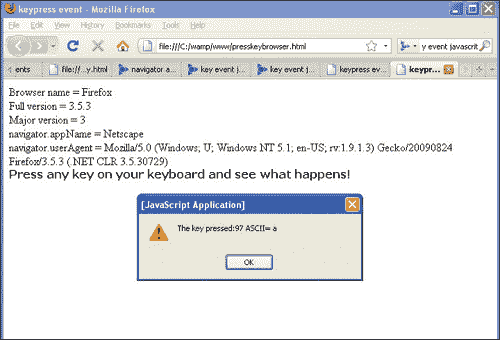 keypress event - Mozilla Firefox
File Edit View History Bookmarks Tools Help
file:///C:/wamp/www/presskeybrowser.html
y event javascrit
ents
file://...y.html
navigator a...
key event j...
key event j...
keypress ev...
keypr...
Browser name = Firefox
Full version = 3.5.3
Major version = 3
navigator.appName = Netscape
navigator.userAgent = Mozilla/5.0 (Windows; U; Windows NT 5.1; en-US; rv:1.9.1.3) Gecko/20090824
Firefox/3.5.3 (.NET CLR 3.5.30729)
Press any key on your keyboard and see what happens!
[JavaScript Application]
The key pressed:97 ASCII= a
OK